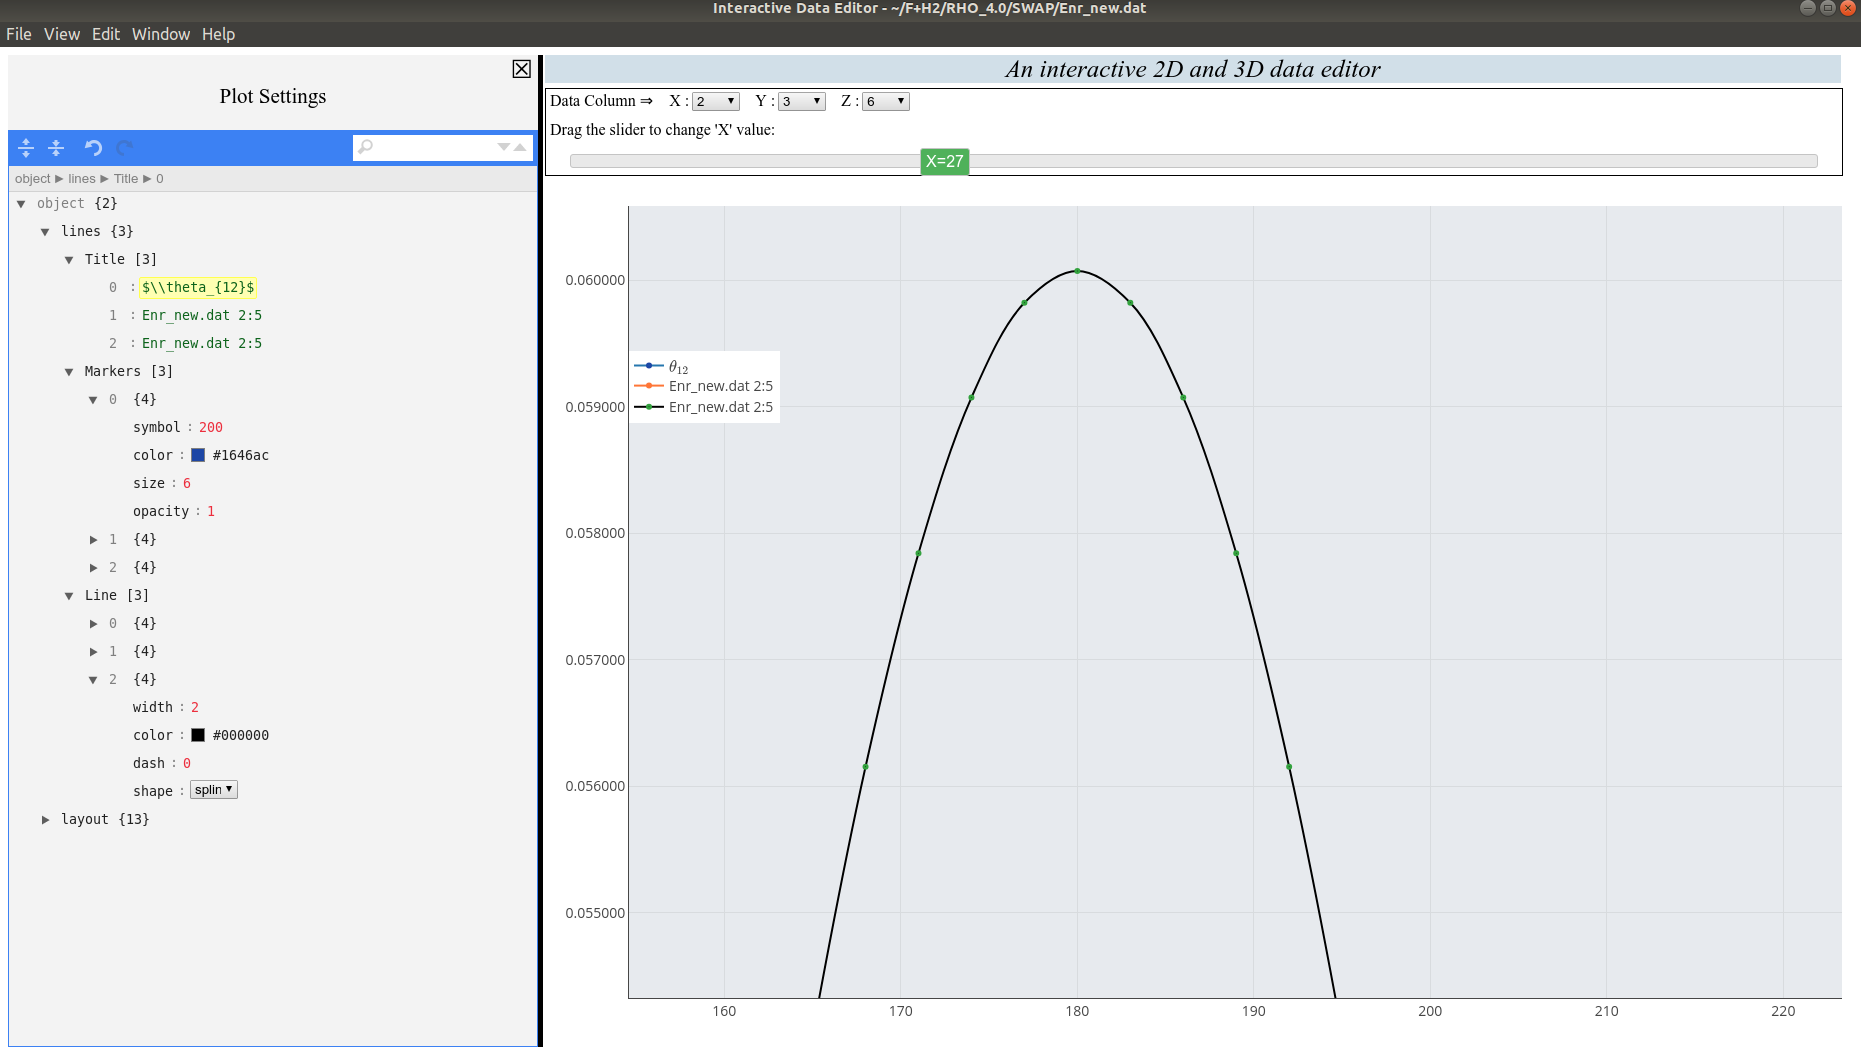 Interactive Data Editor - ~/F+H2/RHO_4.0/SWAP/Enr_new.dat
File View Edit Window Help
Plot Settings
object ► lines ► Title ► 0
▼ object {2}
▼ lines {3}
▼ Title [3]
0 : $\\theta_{12}$
1 : Enr_new.dat 2:5
2 : Enr_new.dat 2:5
▼ Markers [3]
▼ 0 {4}
symbol : 200
color : #1646ac
size : 6
opacity : 1
► 1 {4}
► 2 {4}
▼ Line [3]
► 0 {4}
► 1 {4}
▼ 2 {4}
width : 2
color : #000000
dash : 0
shape : splin ▼
► layout {13}
An interactive 2D and 3D data editor
Data Column ⇒ X : 2 ▼ Y : 3 ▼ Z : 6 ▼
Drag the slider to change 'X' value:
X=27
0.060000
0.059000
0.058000
0.057000
0.056000
0.055000
θ₁₂
Enr_new.dat 2:5
Enr_new.dat 2:5
160 170 180 190 200 210 220